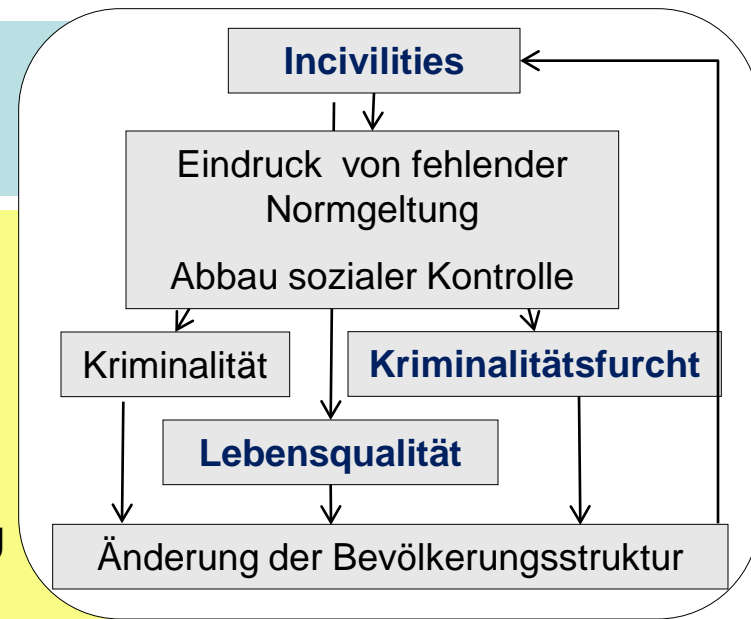 Incivilities
Eindruck von fehlender
Normgeltung
Abbau sozialer Kontrolle
Kriminalität
Kriminalitätsfurcht
Lebensqualität
g
Änderung der Bevölkerungsstruktur